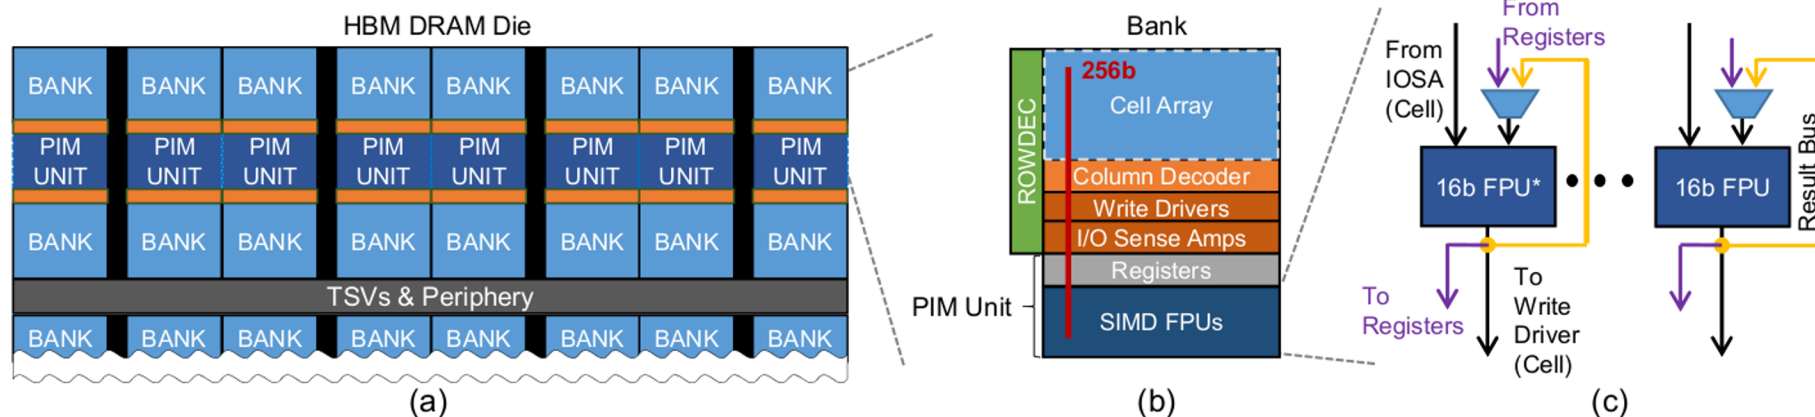 HBM DRAM Die
BANK BANK BANK BANK BANK BANK BANK BANK
PIM UNIT PIM UNIT PIM UNIT PIM UNIT PIM UNIT PIM UNIT PIM UNIT PIM UNIT
BANK BANK BANK BANK BANK BANK BANK BANK
TSVs & Periphery
BANK BANK BANK BANK BANK BANK BANK BANK
(a)
Bank
ROWDEC
256b
Cell Array
Column Decoder
Write Drivers
I/O Sense Amps
Registers
SIMD FPUs
PIM Unit
(b)
From
Registers
From
IOSA
(Cell)
16b FPU*
16b FPU
Result Bus
To
Registers
To
Write
Driver
(Cell)
(c)